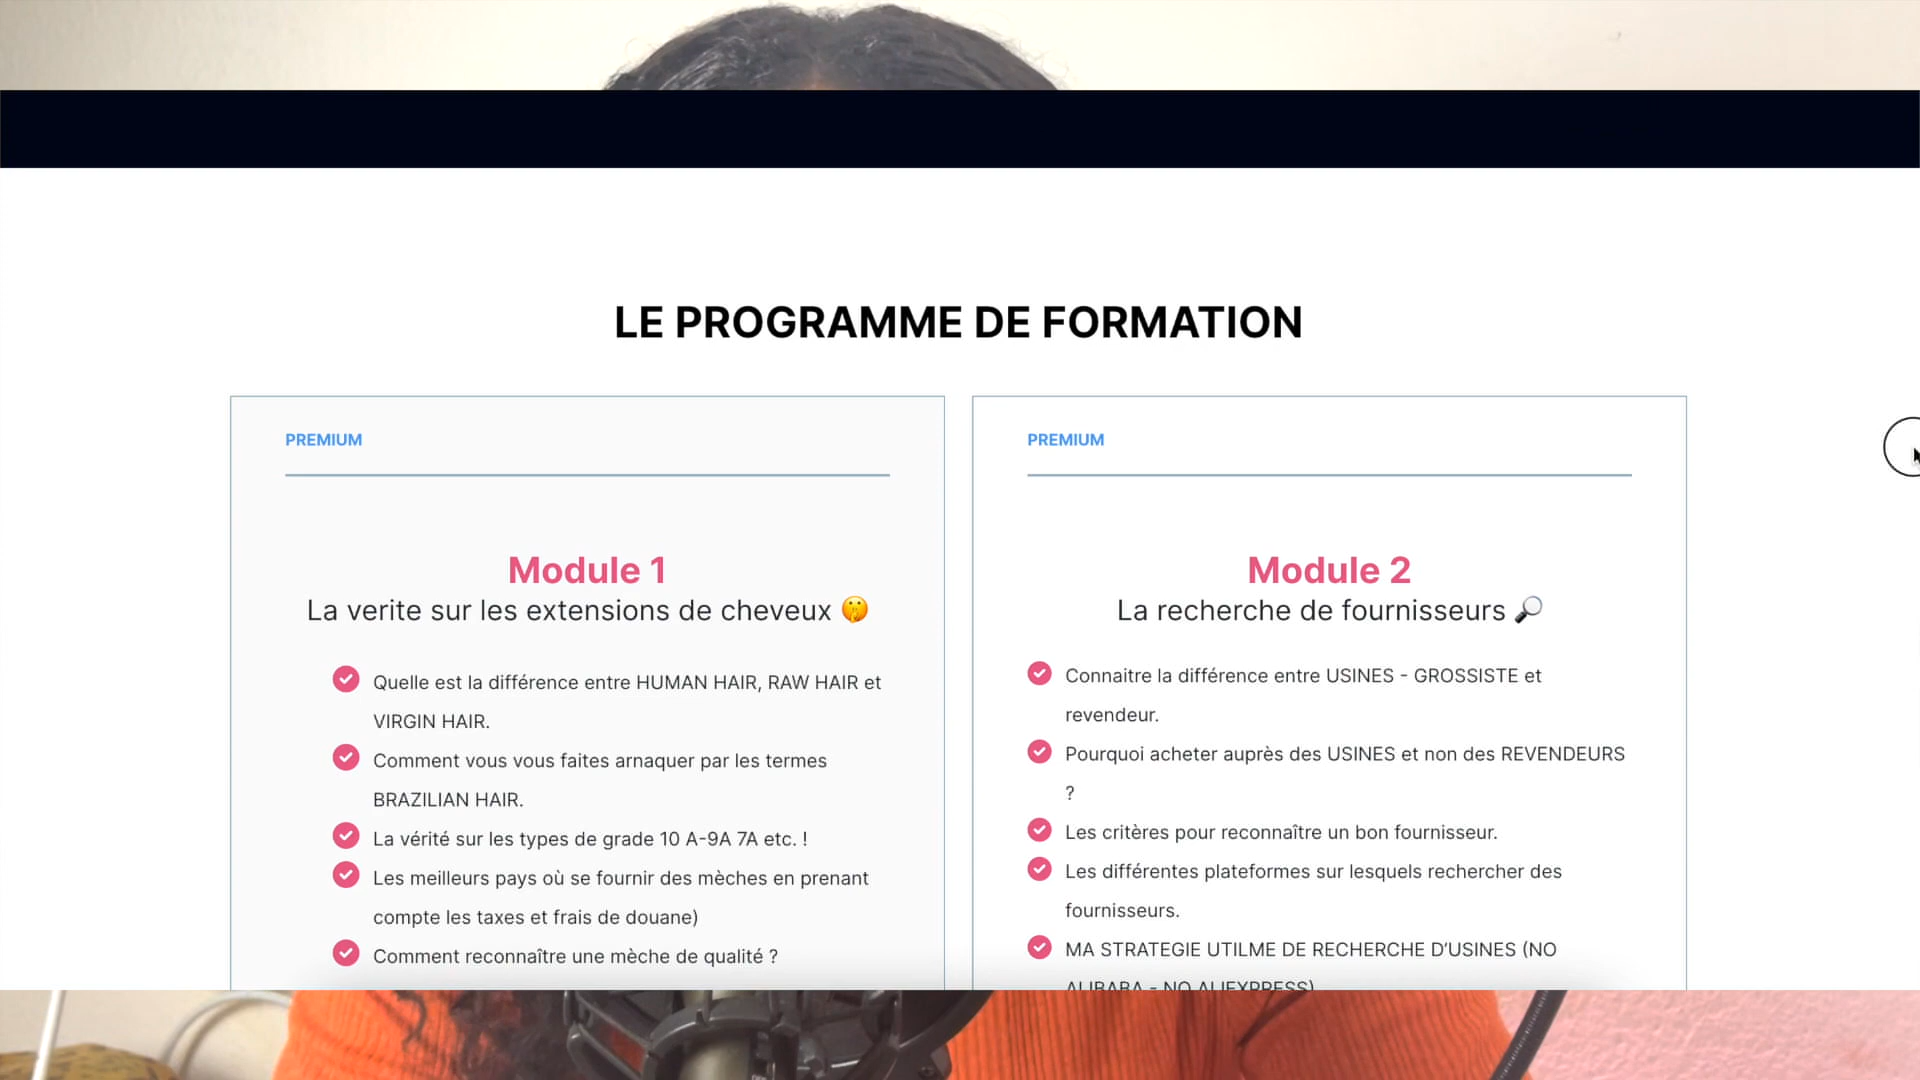 LE PROGRAMME DE FORMATION
PREMIUM
Module 1
La verite sur les extensions de cheveux 🤫
Quelle est la différence entre HUMAN HAIR, RAW HAIR et
VIRGIN HAIR.
Comment vous vous faites arnaquer par les termes
BRAZILIAN HAIR.
La vérité sur les types de grade 10 A-9A 7A etc. !
Les meilleurs pays où se fournir des mèches en prenant
compte les taxes et frais de douane)
Comment reconnaître une mèche de qualité ?
PREMIUM
Module 2
La recherche de fournisseurs 🔎
Connaitre la différence entre USINES - GROSSISTE et
revendeur.
Pourquoi acheter auprès des USINES et non des REVENDEURS
?
Les critères pour reconnaître un bon fournisseur.
Les différentes plateformes sur lesquels rechercher des
fournisseurs.
MA STRATEGIE UTILME DE RECHERCHE D'USINES (NO
ALIBABA - NO ALIEXPRESS)